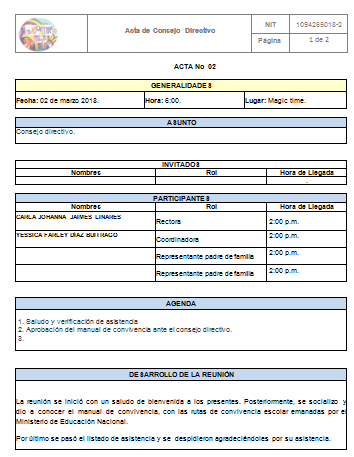 Acta de Consejo Directivo
NIT 1094265018-2
Página 1 de 2
ACTA No 02
GENERALIDADES
Fecha: 02 de marzo 2018. Hora: 6:00. Lugar: Magic time.
ASUNTO
Consejo directivo.
INVITADOS
Nombres Rol Hora de Llegada
PARTICIPANTES
Nombres Rol Hora de Llegada
CARLA JOHANNA JAIMES LINARES Rectora 2:00 p.m.
YESSICA FARLEY DIAZ BUITRAGO Coordinadora 2:00 p.m.
Representante padre de familia 2:00 p.m.
Representante padre de familia 2:00 p.m.
AGENDA
1. Saludo y verificación de asistencia
2. Aprobación del manual de convivencia ante el consejo directivo.
3.
DESARROLLO DE LA REUNIÓN
La reunión se inició con un saludo de bienvenida a los presentes. Posteriormente, se socializo y
dio a conocer el manual de convivencia, con las rutas de convivencia escolar emanadas por el
Ministerio de Educación Nacional.
Por último se pasó el listado de asistencia y se despidieron agradeciéndoles por su asistencia.